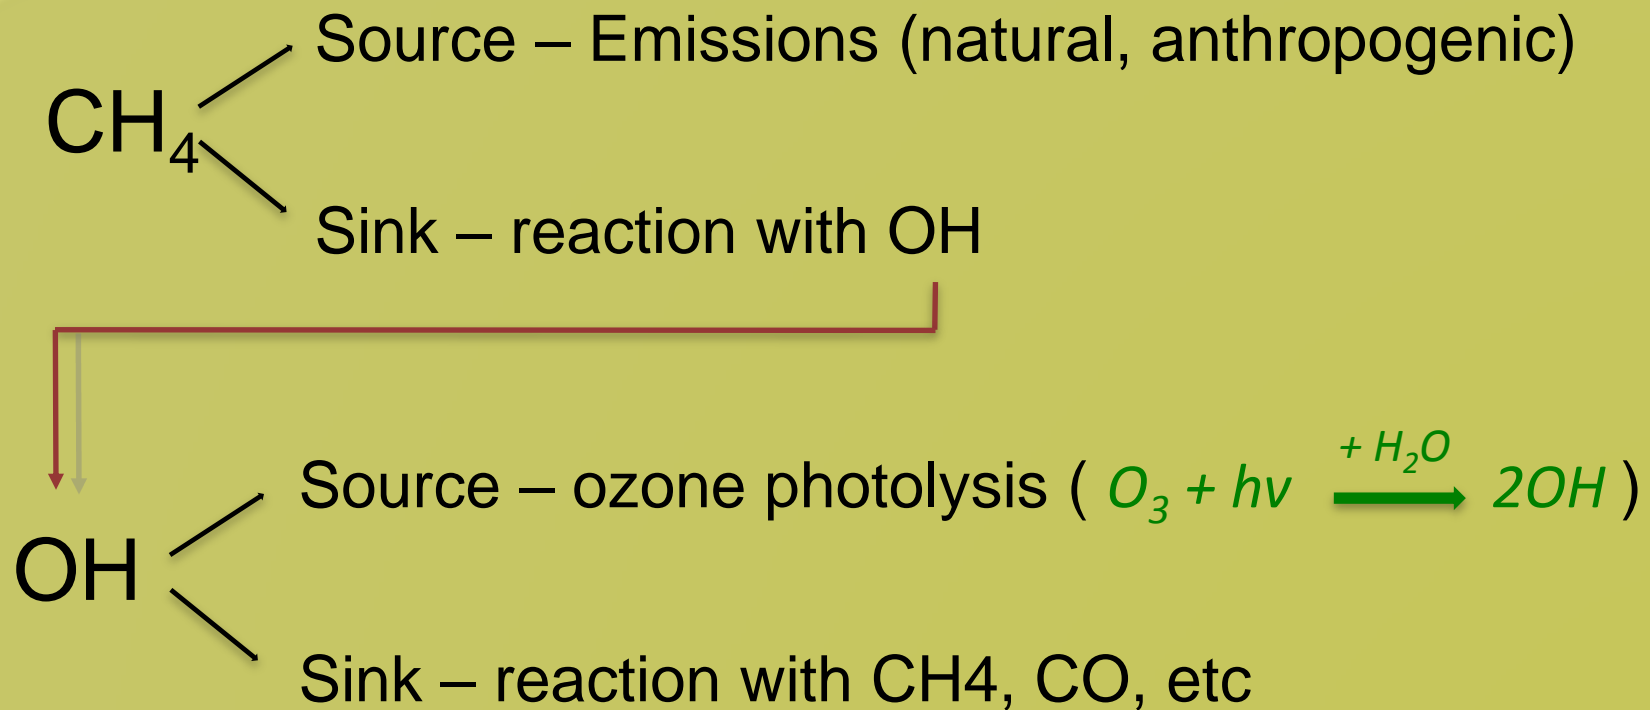 Source – Emissions (natural, anthropogenic)
CH₄
Sink – reaction with OH
Source – ozone photolysis ( O₃ + hν + H₂O 2OH )
OH
Sink – reaction with CH4, CO, etc